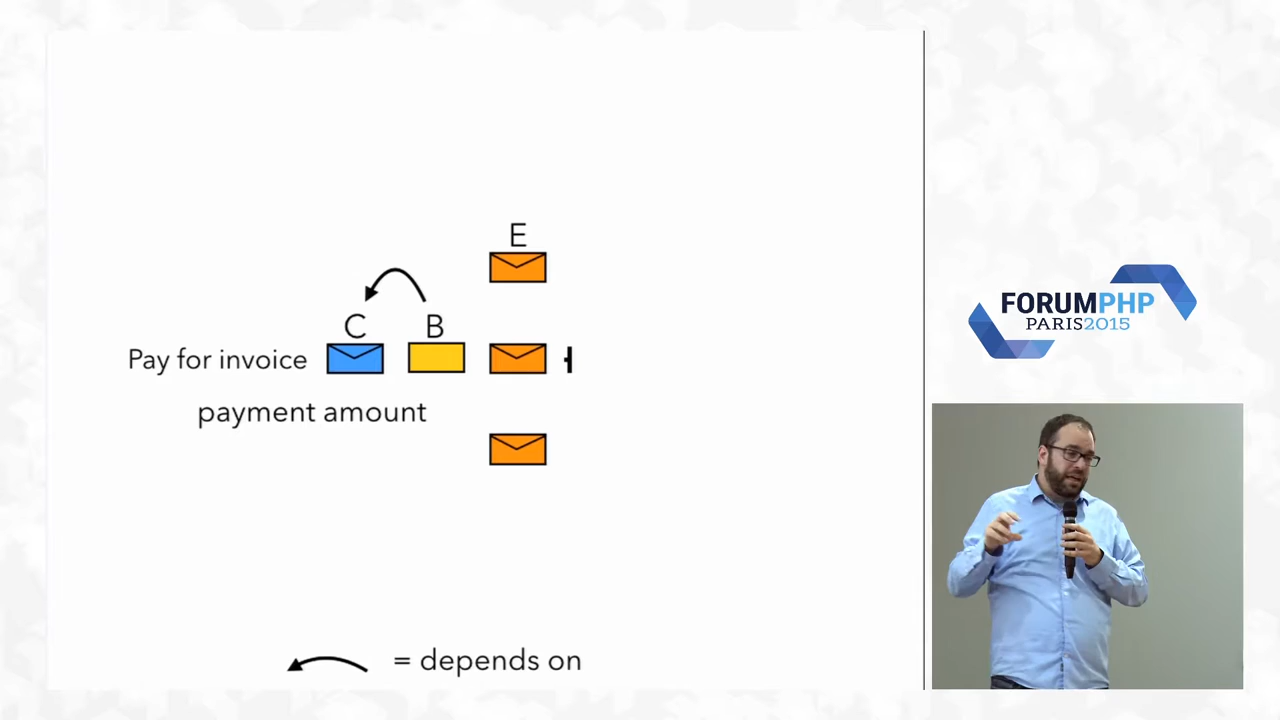 E
C B
Pay for invoice
payment amount
= depends on
FORUMPHP
PARIS2015